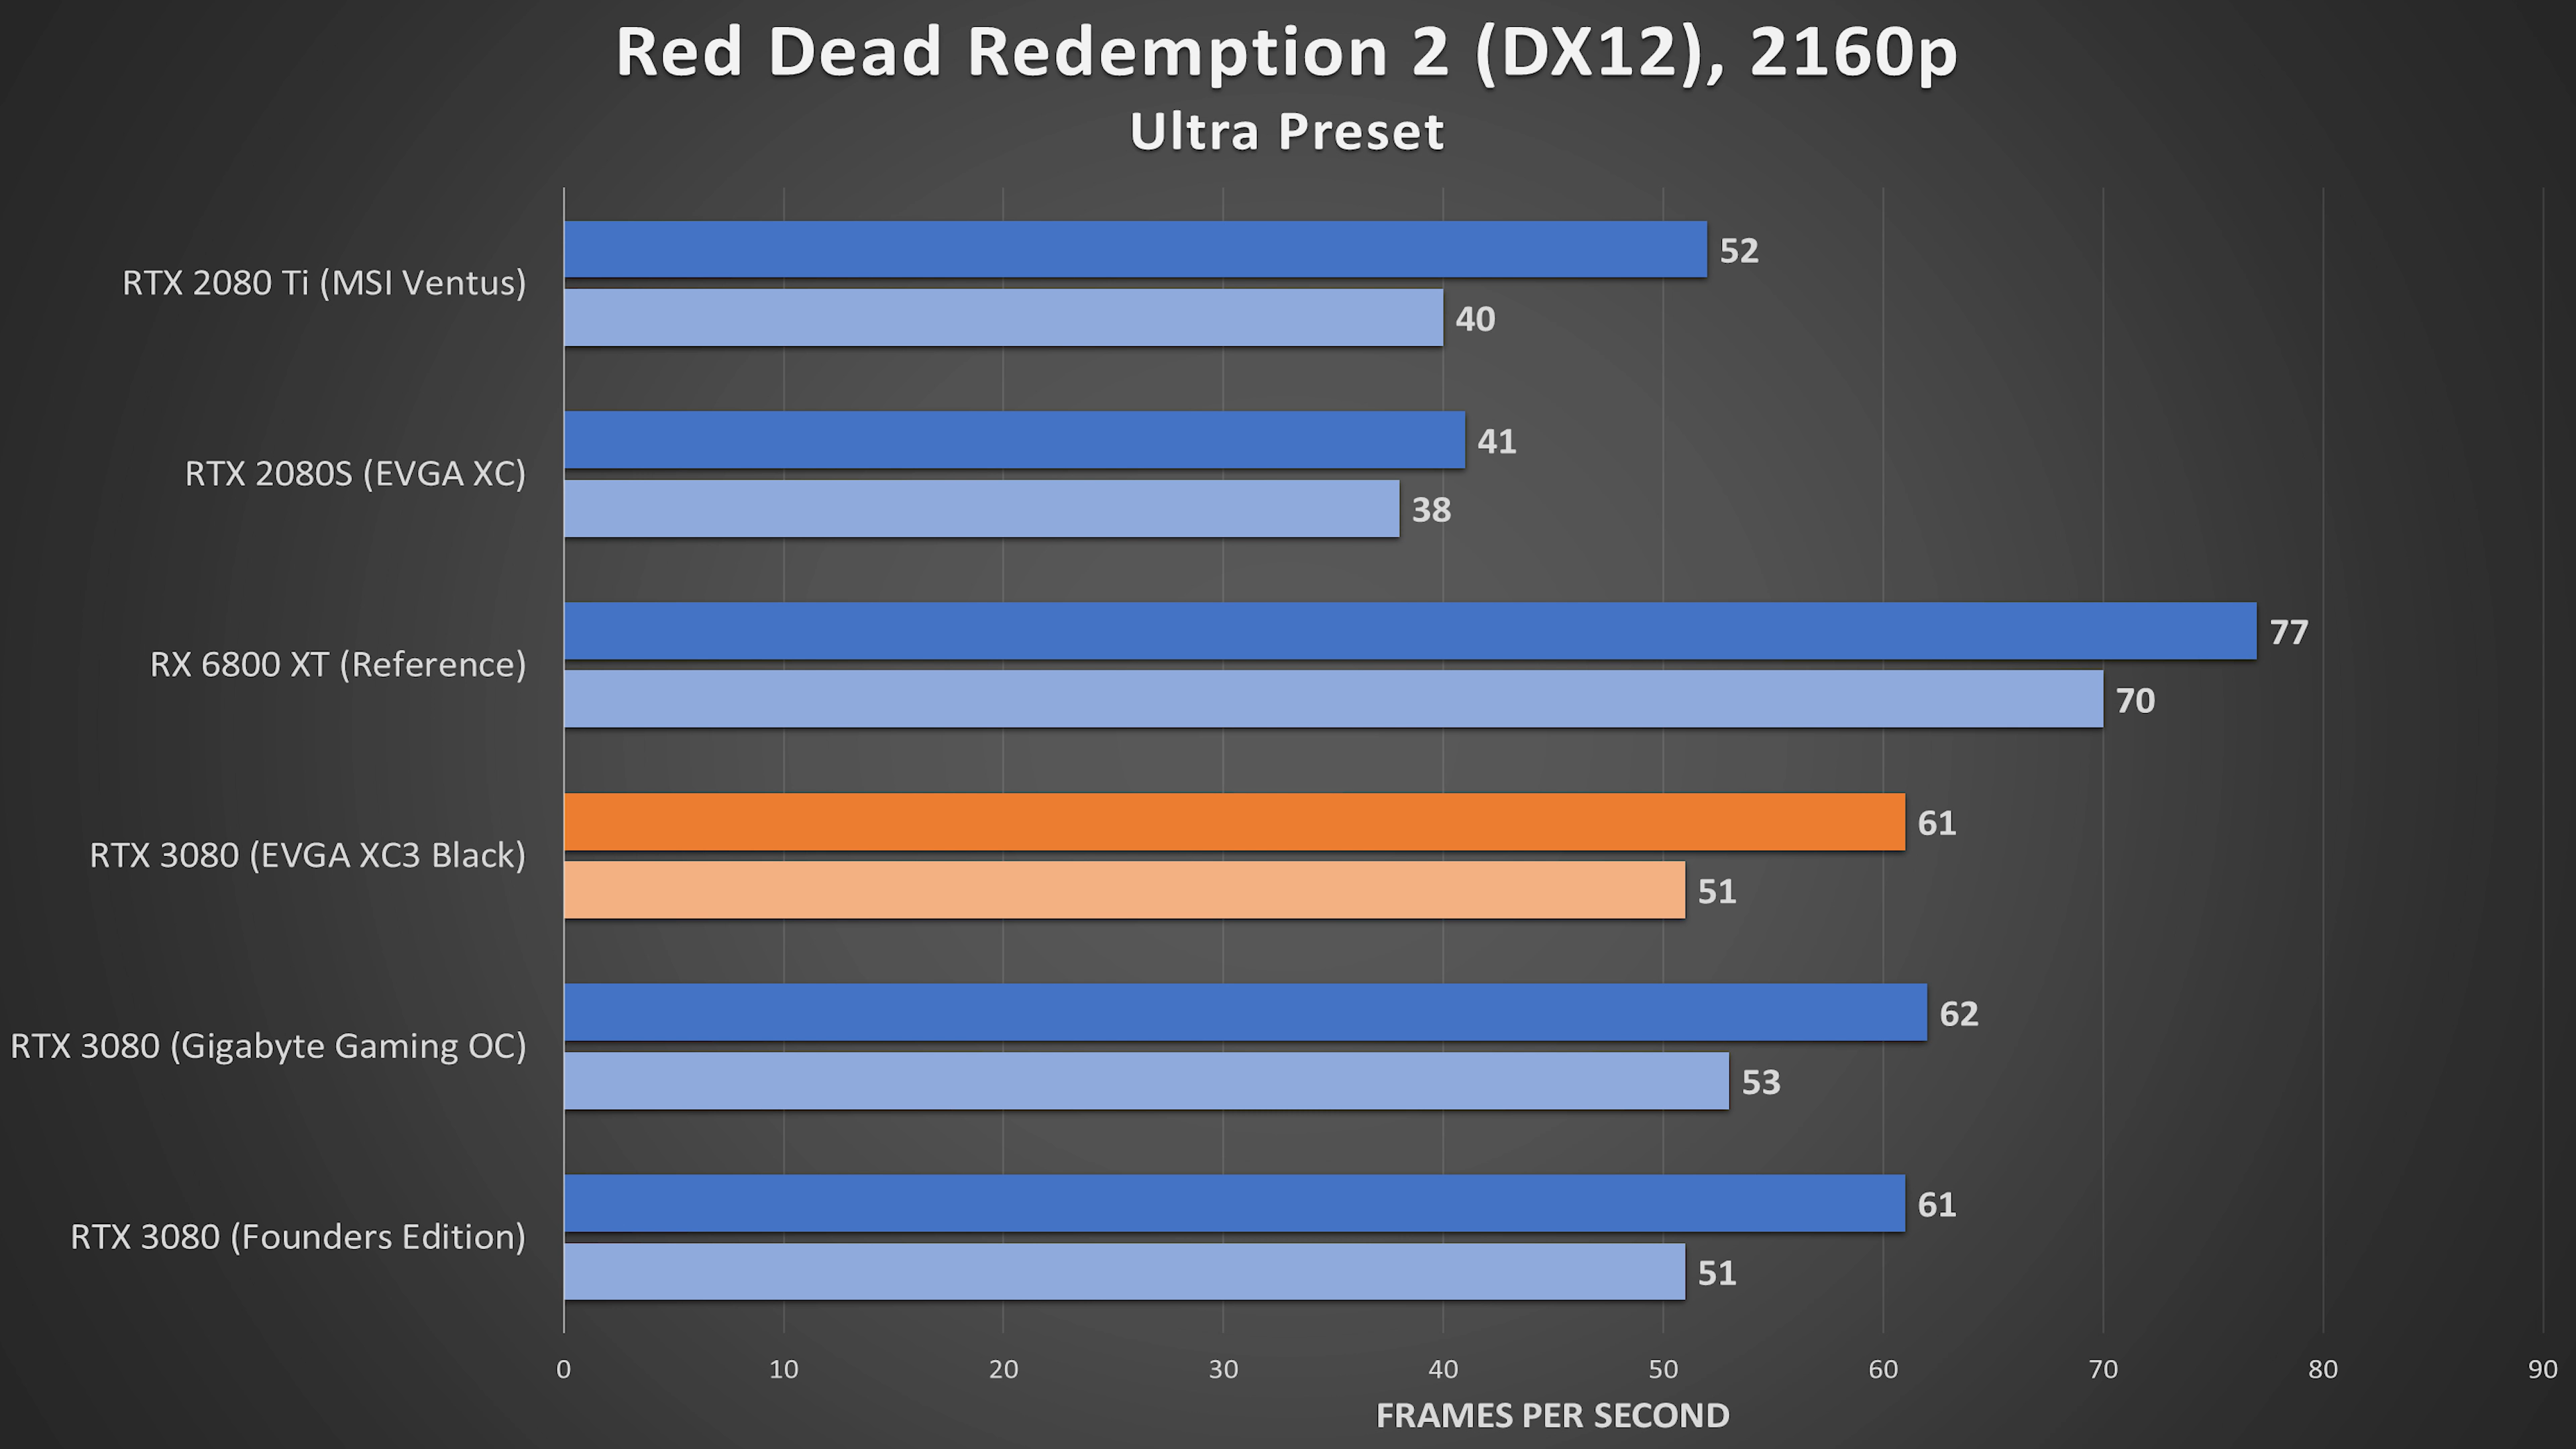 Red Dead Redemption 2 (DX12), 2160p
Ultra Preset
RTX 2080 Ti (MSI Ventus)
52
40
RTX 2080S (EVGA XC)
41
38
RX 6800 XT (Reference)
77
70
RTX 3080 (EVGA XC3 Black)
61
51
RTX 3080 (Gigabyte Gaming OC)
62
53
RTX 3080 (Founders Edition)
61
51
0 10 20 30 40 50 60 70 80 90
FRAMES PER SECOND